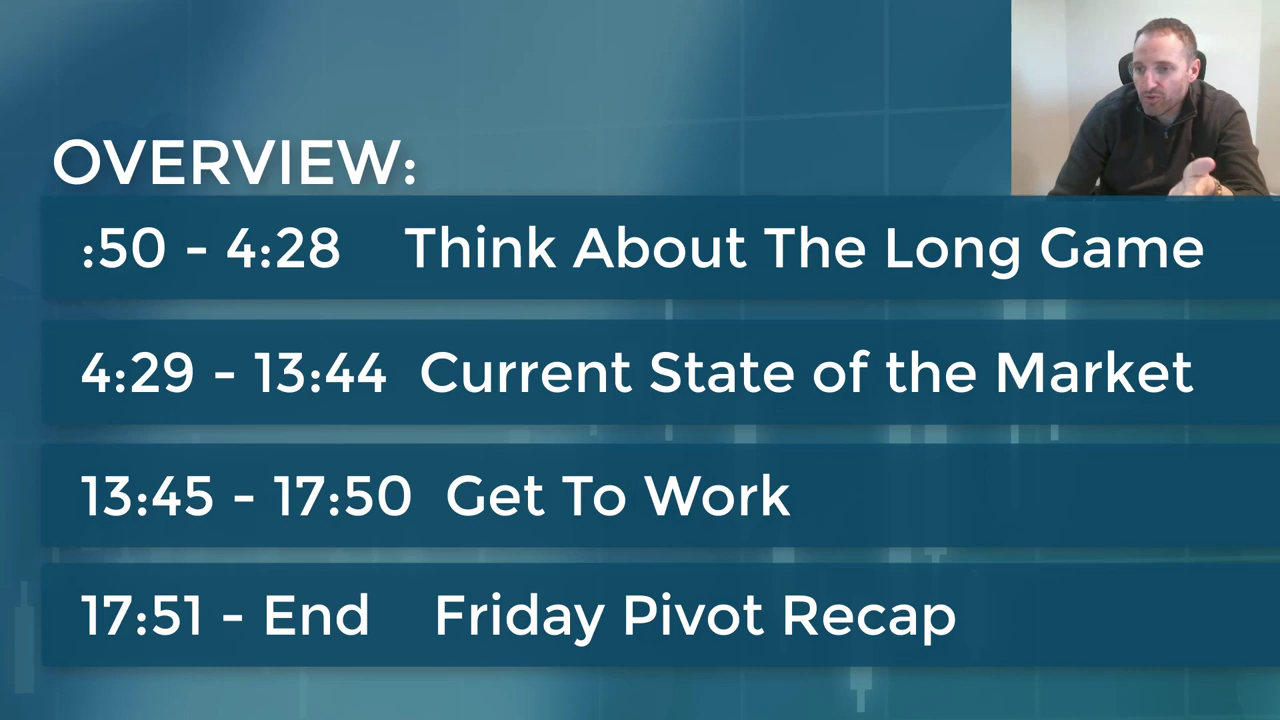 OVERVIEW:
:50 - 4:28 Think About The Long Game
4:29 - 13:44 Current State of the Market
13:45 - 17:50 Get To Work
17:51 - End Friday Pivot Recap